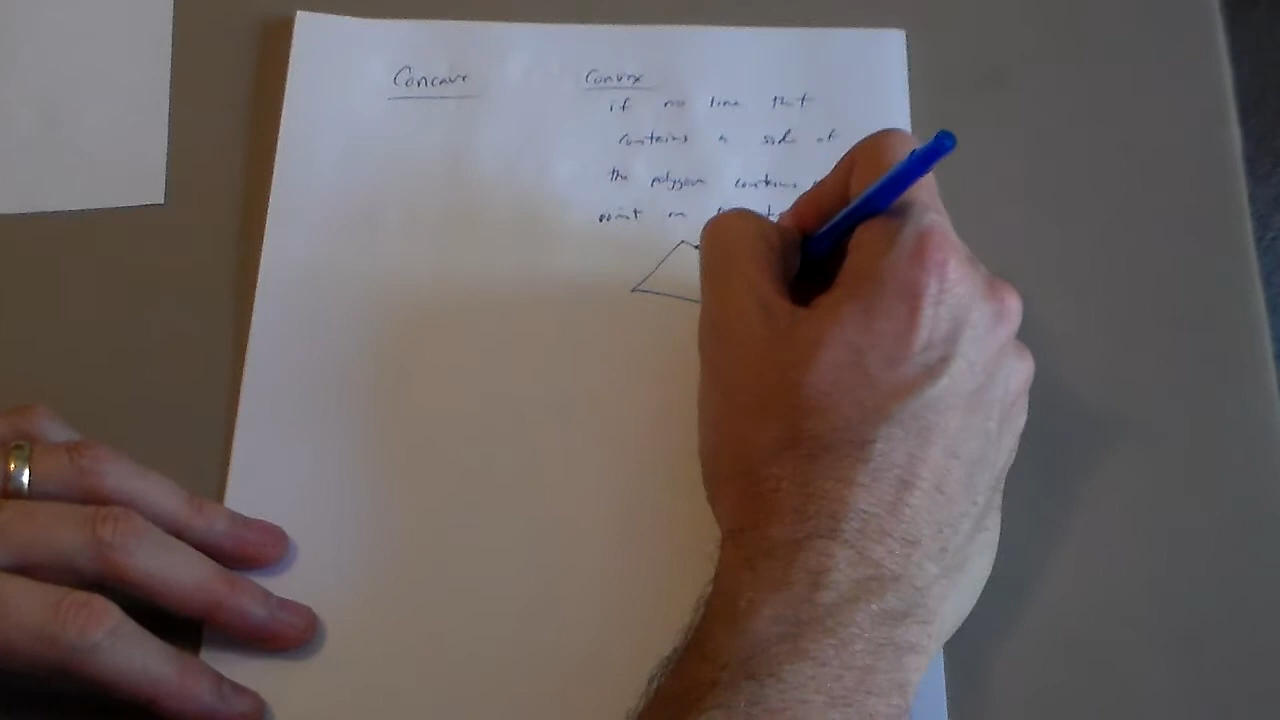 Concave Convex
if no line that
contains a side of
the polygon contains
point in